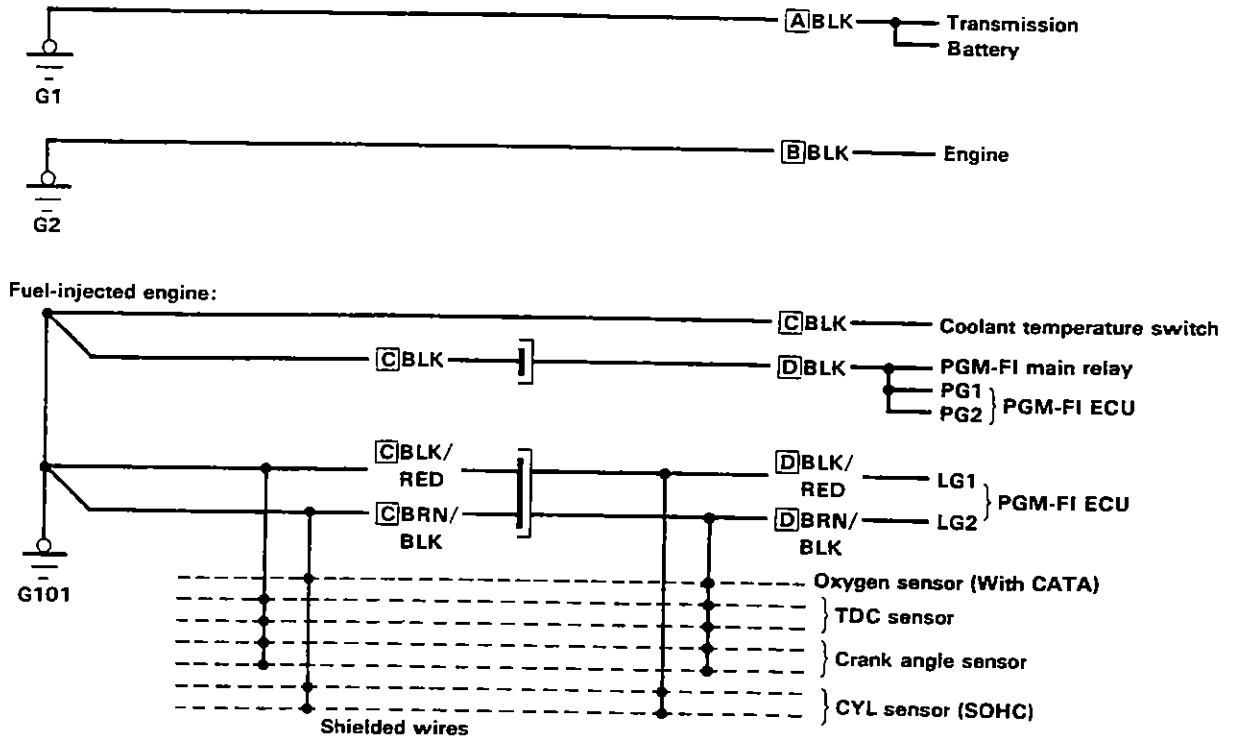 A BLK Transmission
Battery
G1
B BLK Engine
G2
Fuel-injected engine:
C BLK Coolant temperature switch
C BLK D BLK PGM-FI main relay
PG1
PG2 } PGM-FI ECU
C BLK/ D BLK/
RED RED LG1
C BRN/ D BRN/ LG2 } PGM-FI ECU
BLK BLK
G101
Oxygen sensor (With CATA)
TDC sensor
Crank angle sensor
CYL sensor (SOHC)
Shielded wires